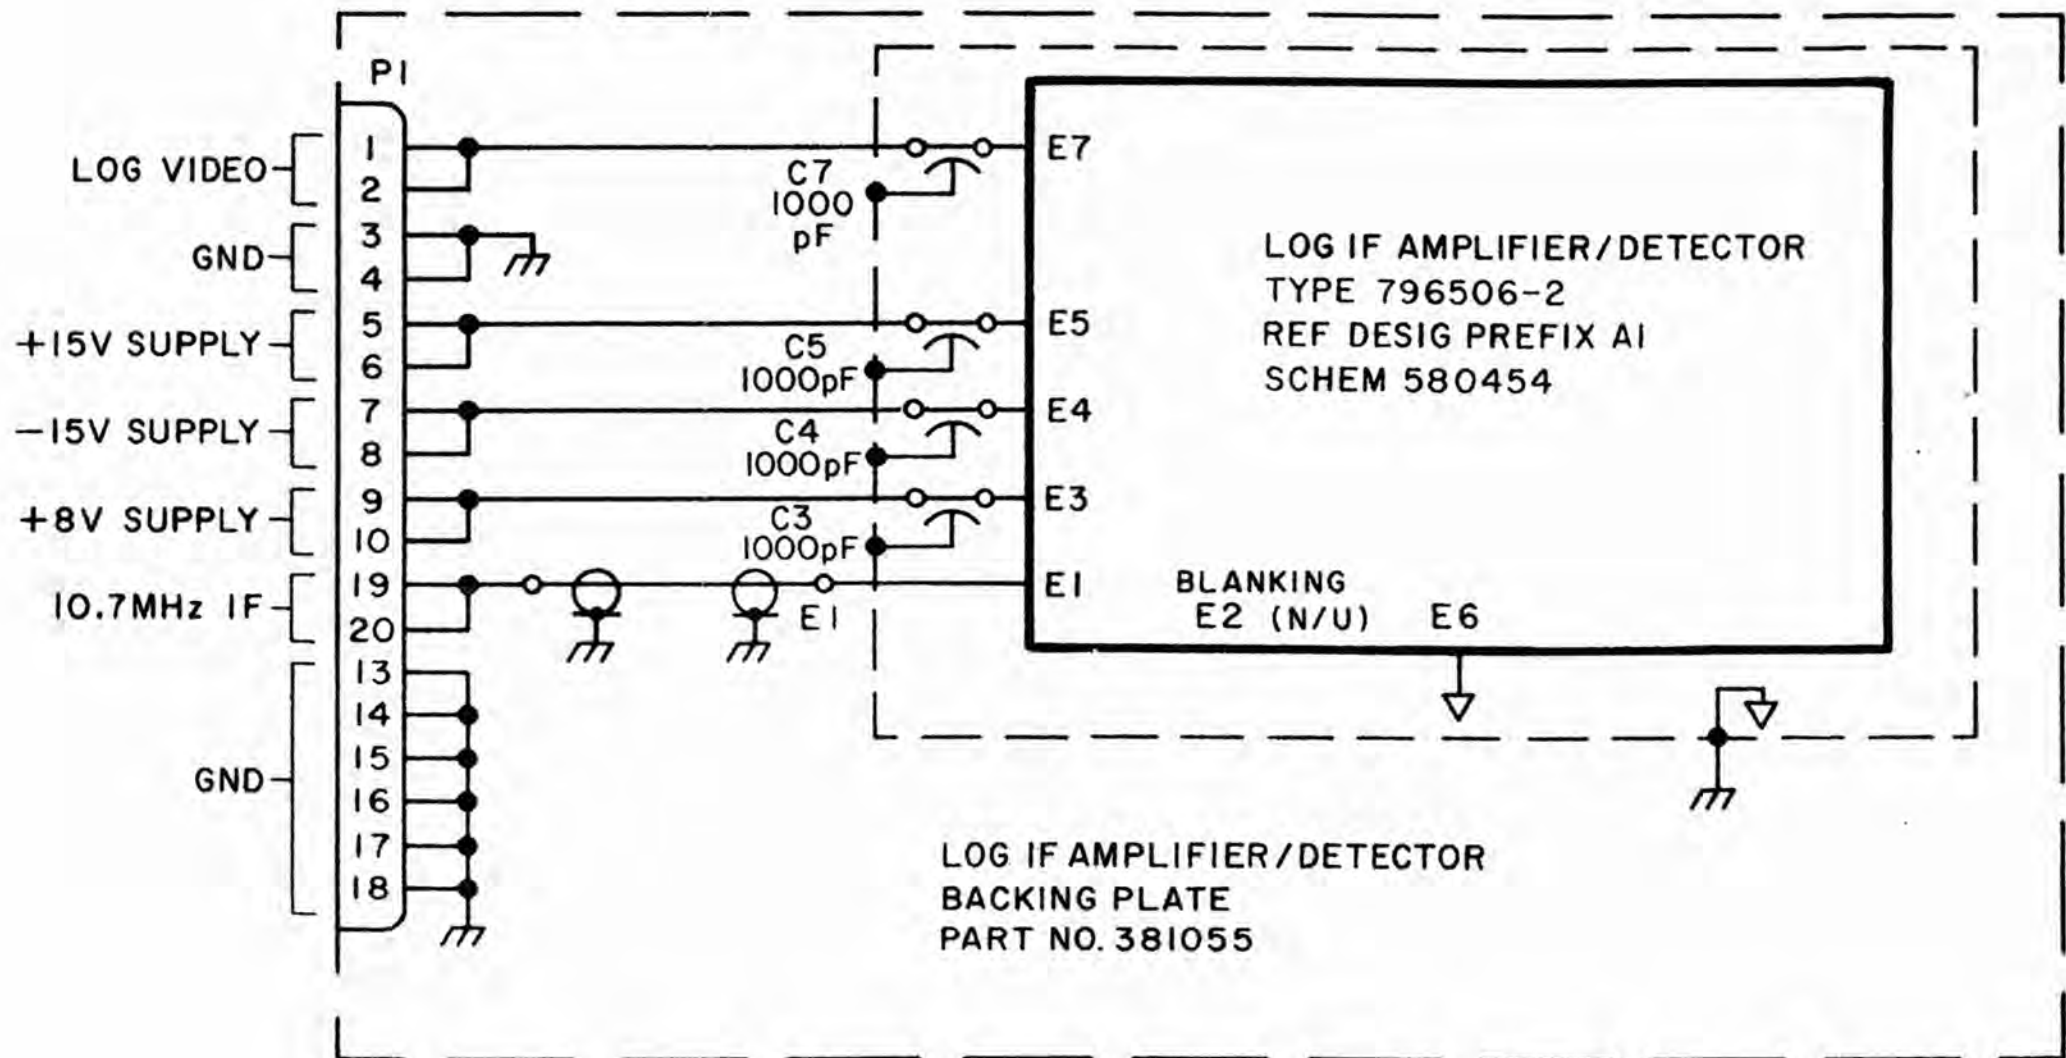 P1
LOG VIDEO
1
2
GND
3
4
+15V SUPPLY
5
6
-15V SUPPLY
7
8
+8V SUPPLY
9
10
10.7MHz IF
19
20
GND
13
14
15
16
17
18
C7
1000
pF
C5
1000pF
C4
1000pF
C3
1000pF
E1
E7
E5
E4
E3
E1
LOG IF AMPLIFIER/DETECTOR
TYPE 796506-2
REF DESIG PREFIX A1
SCHEM 580454
BLANKING
E2 (N/U) E6
LOG IF AMPLIFIER/DETECTOR
BACKING PLATE
PART NO. 381055